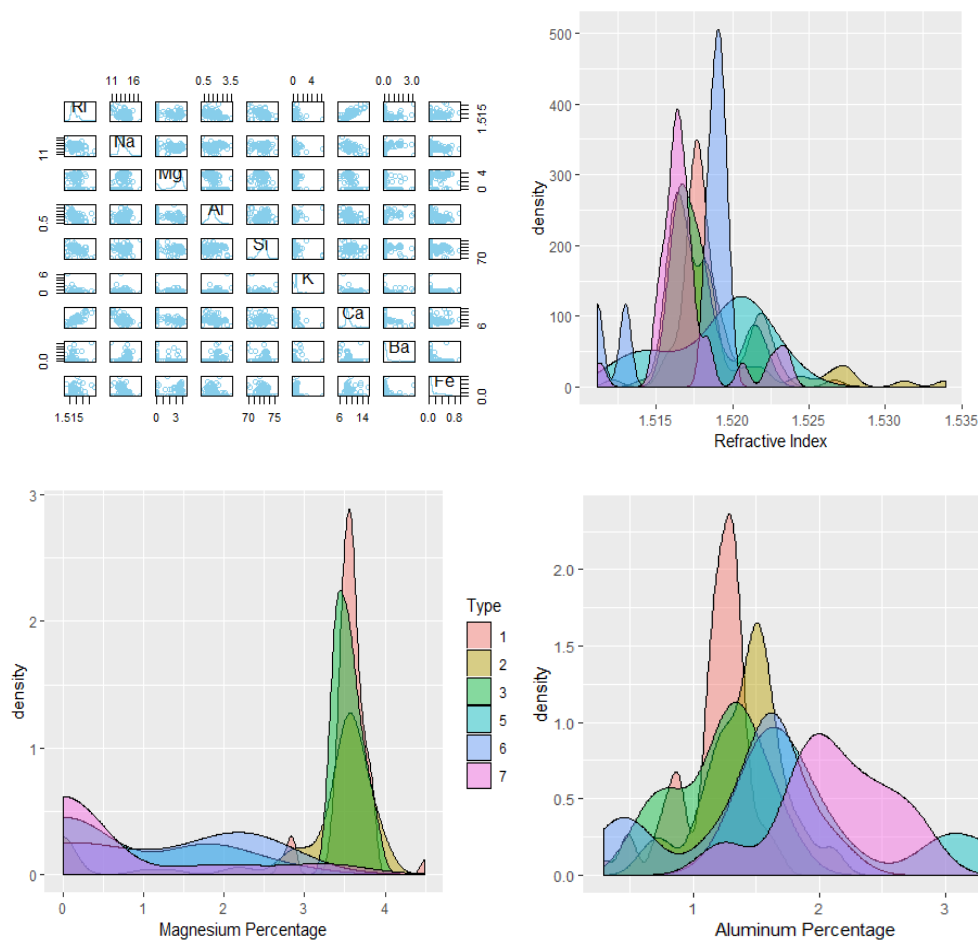 11 16 0.5 3.5 0 4 0.0 3.0
RI
1.515
11
Na
Mg
0 4
0.5
Al
Si
70
0 6
K
Ca
6
0.0
Ba
Fe
0.0
1.515 0 3 70 75 6 14 0.0 0.8
density
500
400
300
200
100
0
1.515 1.520 1.525 1.530 1.535
Refractive Index
density
3
2
1
0
0 1 2 3 4
Magnesium Percentage
Type
1
2
3
5
6
7
density
2.0
1.5
1.0
0.5
0.0
1 2 3
Aluminum Percentage